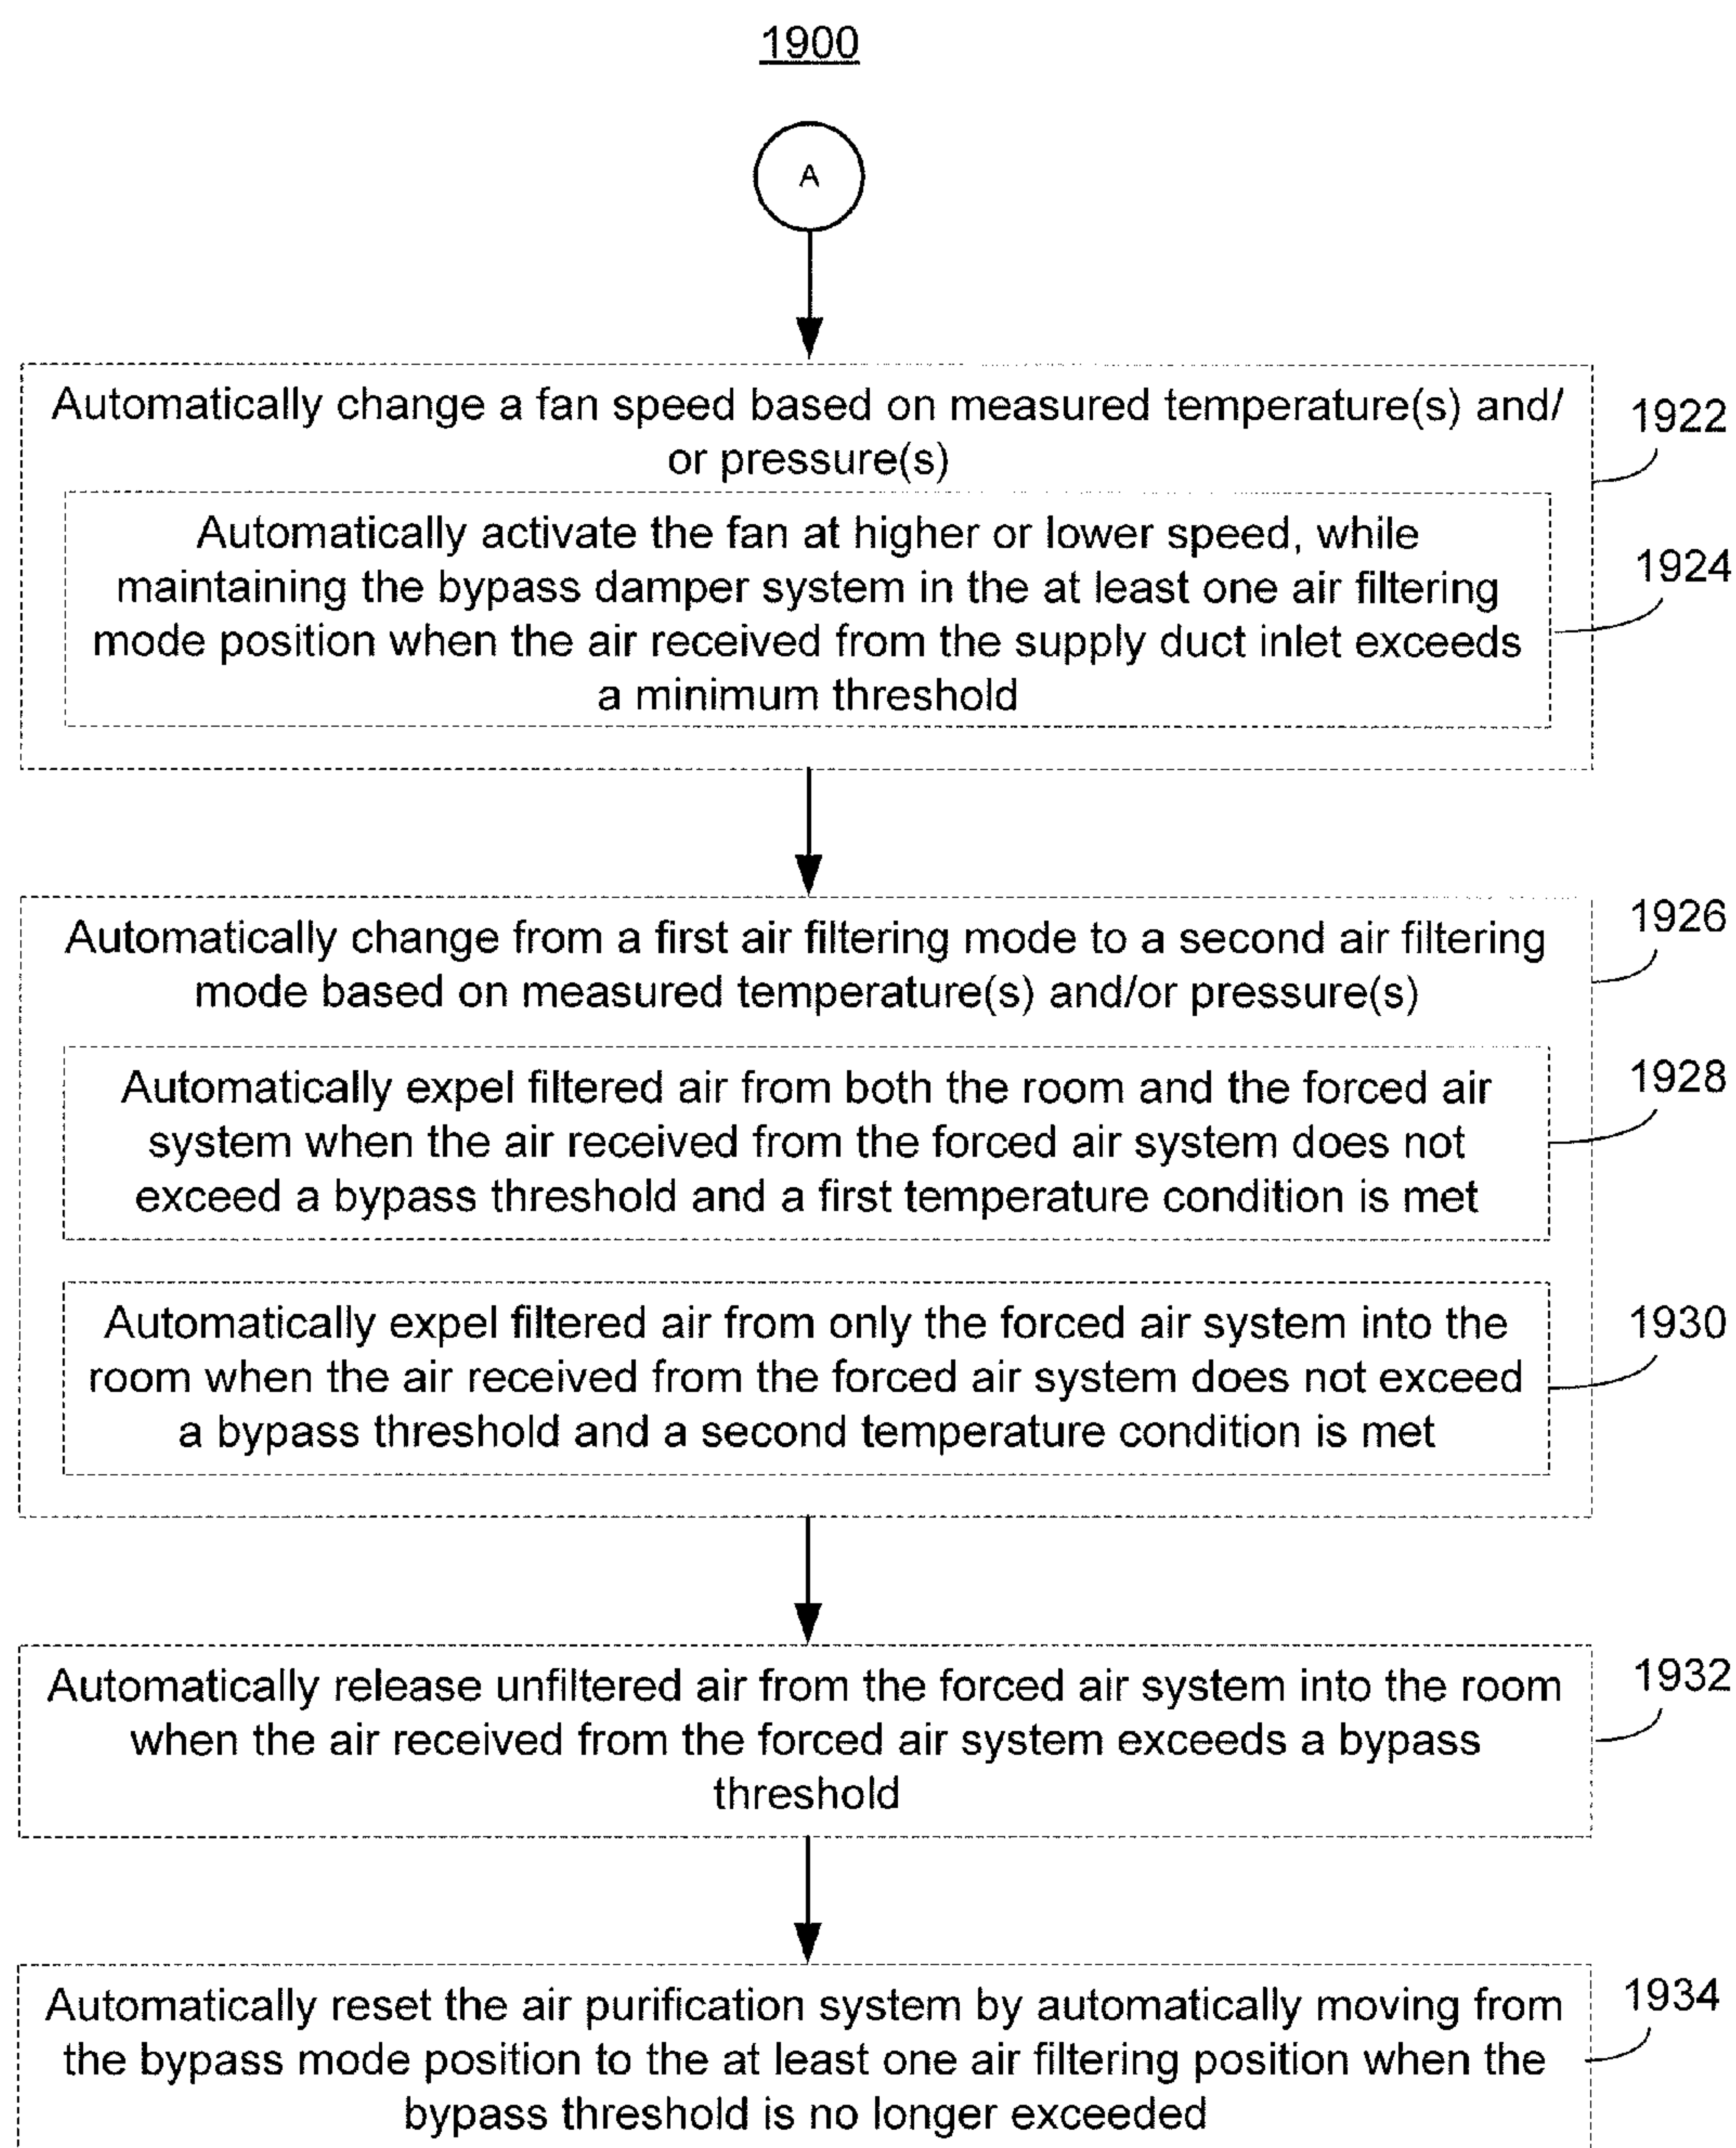 1900
A
Automatically change a fan speed based on measured temperature(s) and/
or pressure(s)
1922
Automatically activate the fan at higher or lower speed, while
maintaining the bypass damper system in the at least one air filtering
mode position when the air received from the supply duct inlet exceeds
a minimum threshold
1924
Automatically change from a first air filtering mode to a second air filtering
mode based on measured temperature(s) and/or pressure(s)
1926
Automatically expel filtered air from both the room and the forced air
system when the air received from the forced air system does not
exceed a bypass threshold and a first temperature condition is met
1928
Automatically expel filtered air from only the forced air system into the
room when the air received from the forced air system does not exceed
a bypass threshold and a second temperature condition is met
1930
Automatically release unfiltered air from the forced air system into the room
when the air received from the forced air system exceeds a bypass
threshold
1932
Automatically reset the air purification system by automatically moving from
the bypass mode position to the at least one air filtering position when the
bypass threshold is no longer exceeded
1934